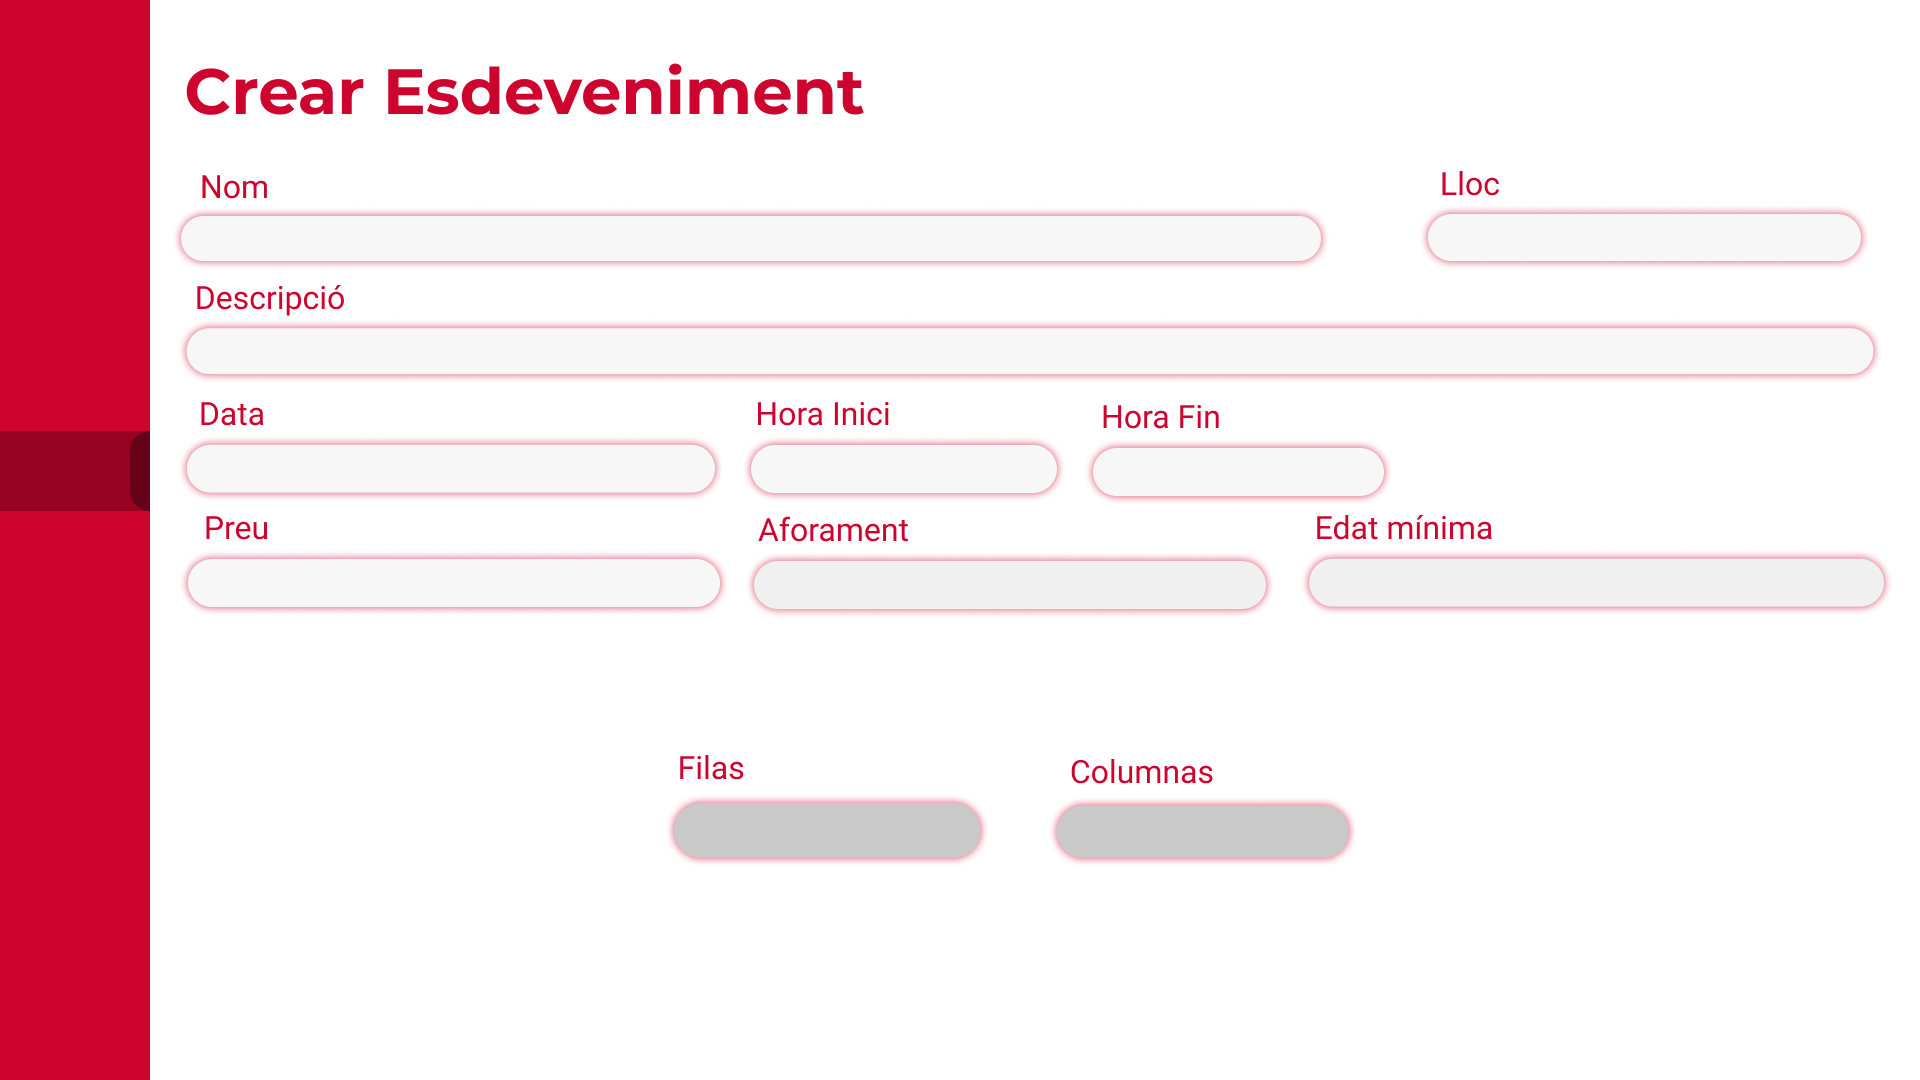 Crear Esdeveniment
Nom
Lloc
Descripció
Data
Hora Inici
Hora Fin
Preu
Aforament
Edat mínima
Filas
Columnas